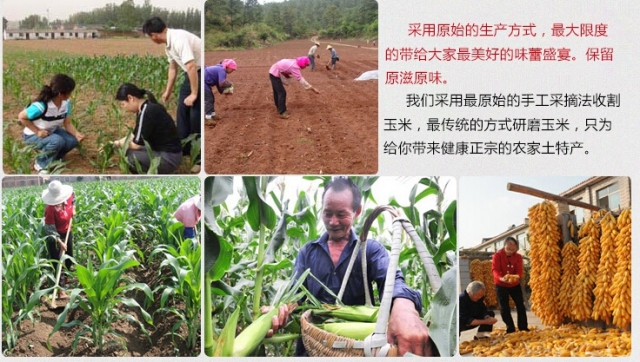 采用原始的生产方式，最大限度
的带给大家最美好的味蕾盛宴。保留
原滋原味。
我们采用最原始的手工采摘法收割
玉米，最传统的方式研磨玉米，只为
给你带来健康正宗的农家土特产。